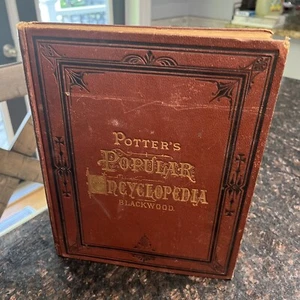 POTTER'S
POPULAR
ENCYCLOPEDIA
BLACKWOOD.